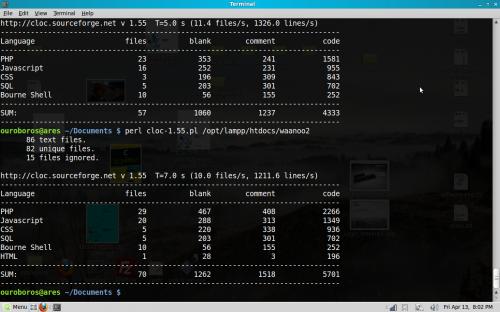 Terminal
File Edit View Terminal Help
http://cloc.sourceforge.net v 1.55 T=5.0 s (11.4 files/s, 1326.0 lines/s)
-------------------------------------------------------------------------------
Language files blank comment code
-------------------------------------------------------------------------------
PHP 23 353 241 1581
Javascript 16 252 231 955
CSS 3 196 309 843
SQL 5 203 301 702
Bourne Shell 10 56 155 252
-------------------------------------------------------------------------------
SUM: 57 1060 1237 4333
-------------------------------------------------------------------------------
ouroboros@ares ~/Documents $ perl cloc-1.55.pl /opt/lampp/htdocs/waanoo2
86 text files.
82 unique files.
15 files ignored.
http://cloc.sourceforge.net v 1.55 T=7.0 s (10.0 files/s, 1211.6 lines/s)
-------------------------------------------------------------------------------
Language files blank comment code
-------------------------------------------------------------------------------
PHP 29 467 408 2266
Javascript 20 288 313 1349
CSS 5 220 338 936
SQL 5 203 301 702
Bourne Shell 10 56 155 252
HTML 1 28 3 196
-------------------------------------------------------------------------------
SUM: 70 1262 1518 5701
-------------------------------------------------------------------------------
ouroboros@ares ~/Documents $
Menu
Fri Apr 13, 8:02 PM